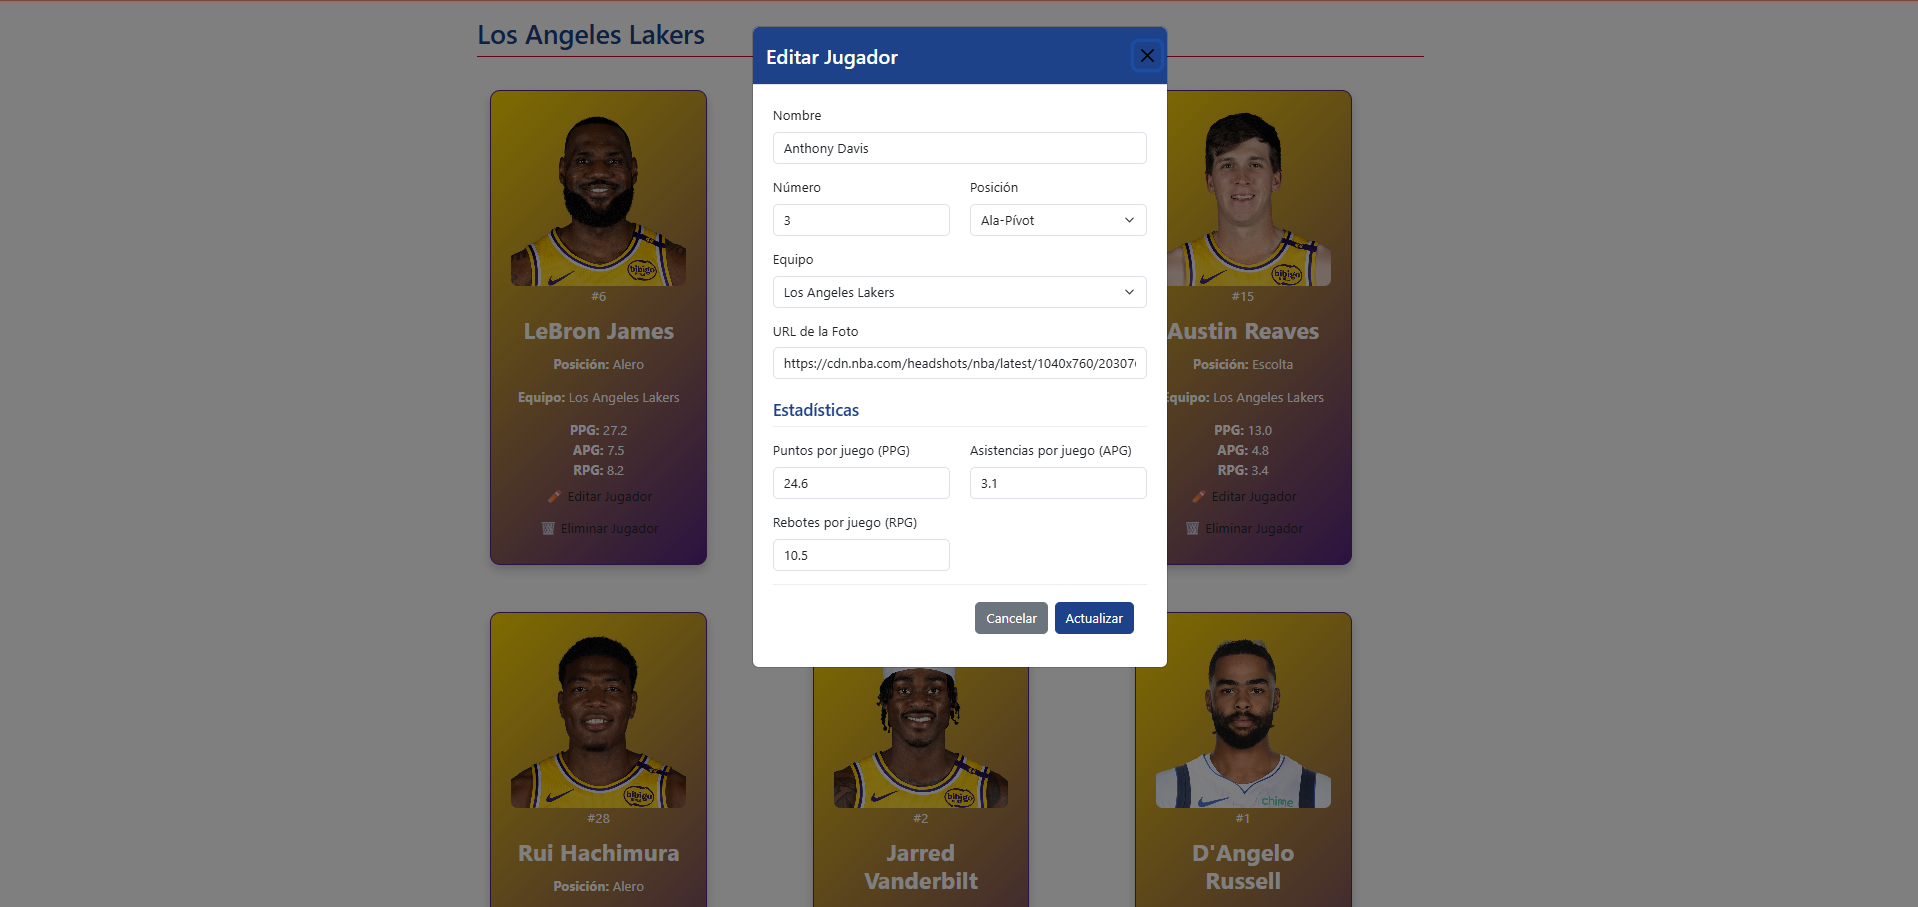 Los Angeles Lakers
Editar Jugador
Nombre
Anthony Davis
Número
Posición
3
Ala-Pívot
Equipo
Los Angeles Lakers
URL de la Foto
https://cdn.nba.com/headshots/nba/latest/1040x760/20307
Estadísticas
Puntos por juego (PPG)
Asistencias por juego (APG)
24.6
3.1
Rebotes por juego (RPG)
10.5
Cancelar
Actualizar
bibigo
#6
LeBron James
Posición: Alero
Equipo: Los Angeles Lakers
PPG: 27.2
APG: 7.5
RPG: 8.2
Editar Jugador
Eliminar Jugador
bibigo
#15
Austin Reaves
Posición: Escolta
quipo: Los Angeles Lakers
PPG: 13.0
APG: 4.8
RPG: 3.4
Editar Jugador
Eliminar Jugador
bibigo
#28
Rui Hachimura
Posición: Alero
bibigo
#2
Jarred
Vanderbilt
chime
#1
D'Angelo
Russell